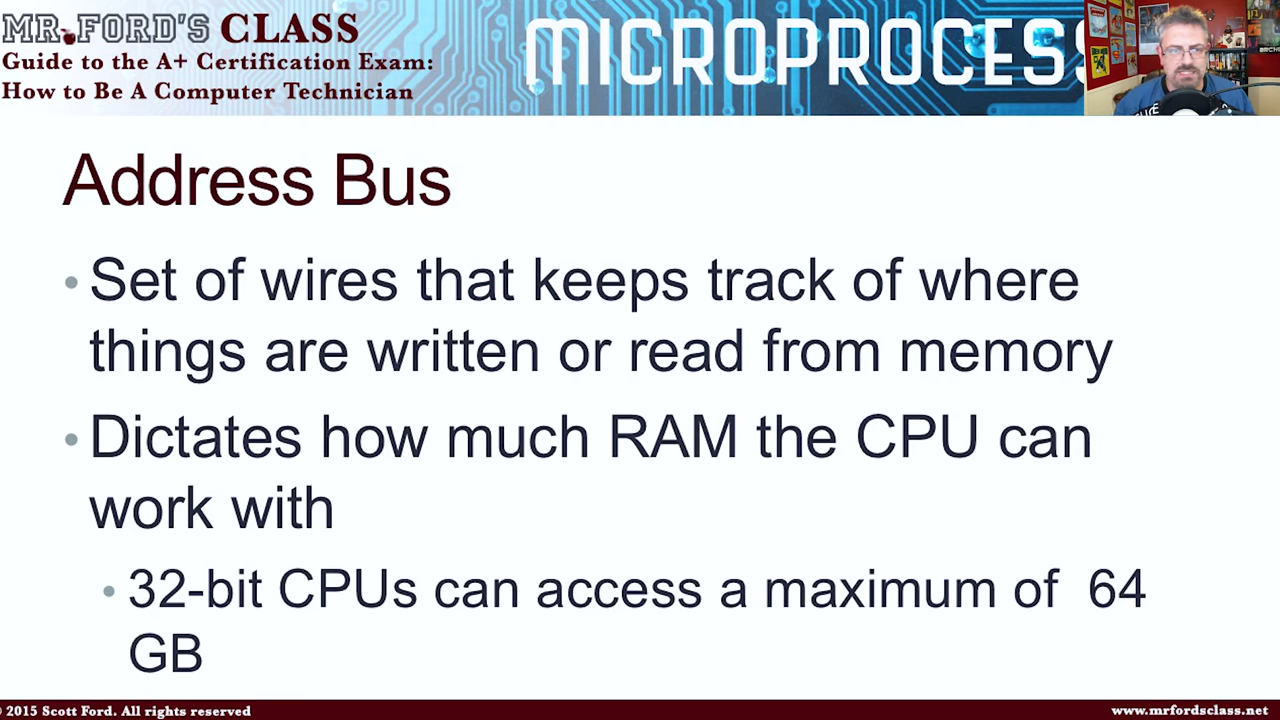 MR.FORD'S CLASS
Guide to the A+ Certification Exam:
How to Be A Computer Technician
MICROPROCESS
Address Bus
• Set of wires that keeps track of where
things are written or read from memory
• Dictates how much RAM the CPU can
work with
• 32-bit CPUs can access a maximum of 64
GB
© 2015 Scott Ford. All rights reserved
www.mrfordsclass.net